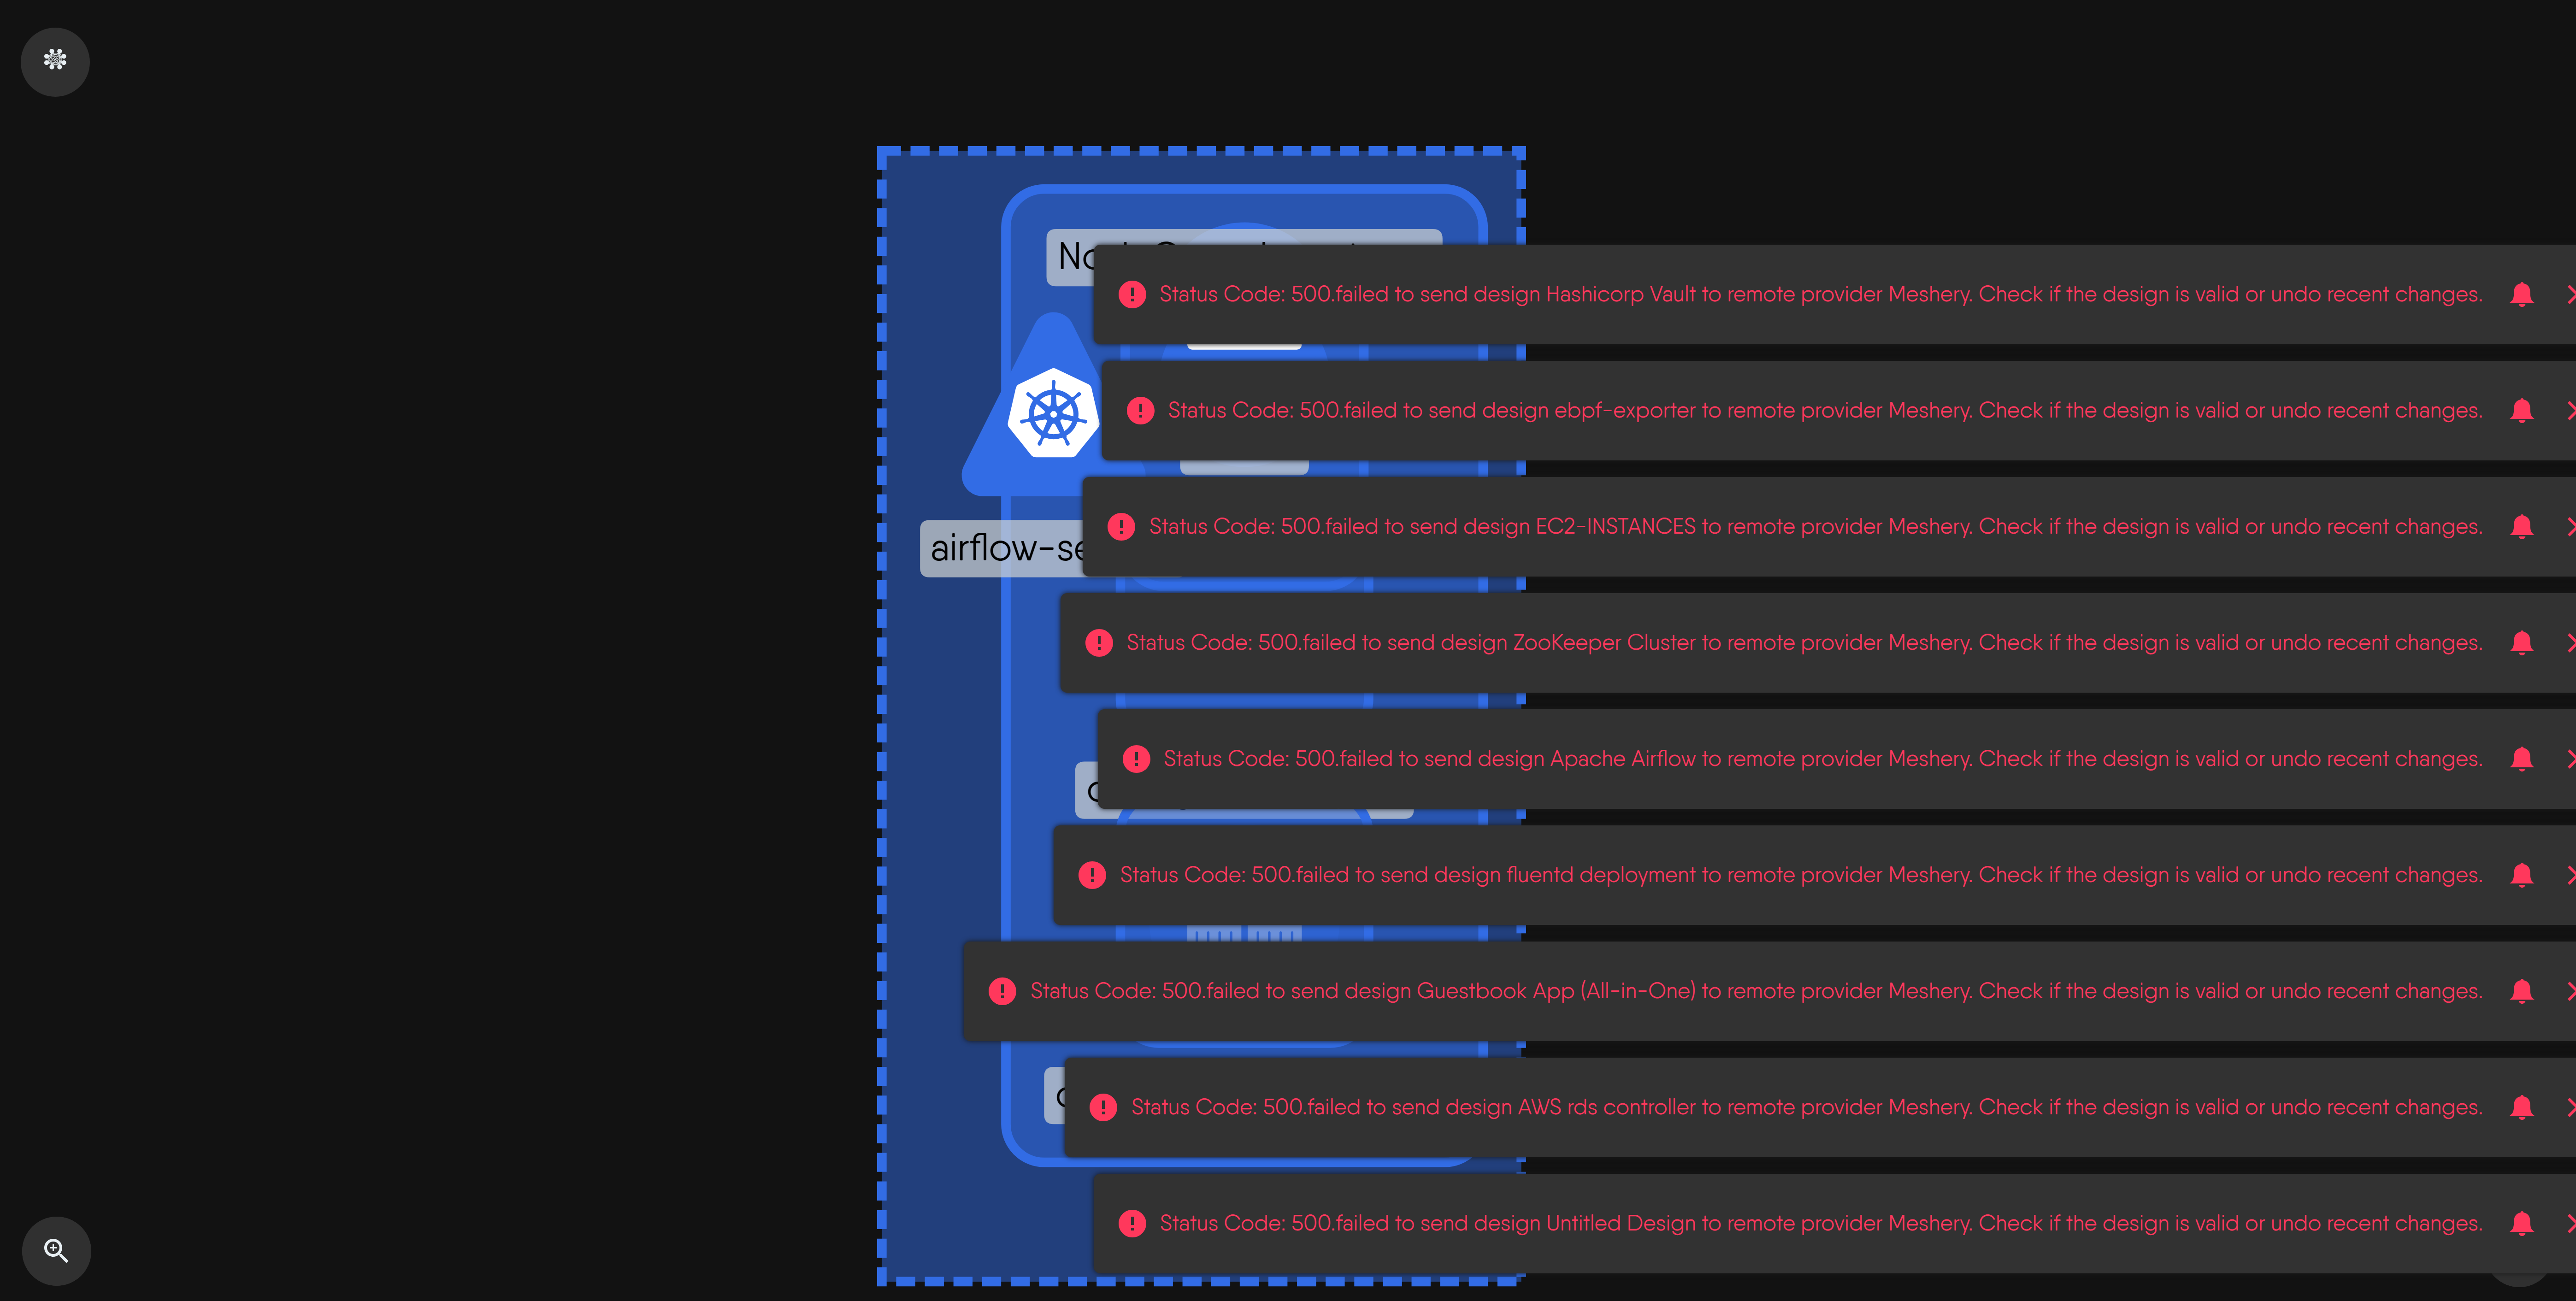 Status Code: 500.failed to send design Hashicorp Vault to remote provider Meshery. Check if the design is valid or undo recent changes.
Status Code: 500.failed to send design ebpf-exporter to remote provider Meshery. Check if the design is valid or undo recent changes.
Status Code: 500.failed to send design EC2-INSTANCES to remote provider Meshery. Check if the design is valid or undo recent changes.
airflow-se
Status Code: 500.failed to send design ZooKeeper Cluster to remote provider Meshery. Check if the design is valid or undo recent changes.
Status Code: 500.failed to send design Apache Airflow to remote provider Meshery. Check if the design is valid or undo recent changes.
Status Code: 500.failed to send design fluentd deployment to remote provider Meshery. Check if the design is valid or undo recent changes.
Status Code: 500.failed to send design Guestbook App (All-in-One) to remote provider Meshery. Check if the design is valid or undo recent changes.
Status Code: 500.failed to send design AWS rds controller to remote provider Meshery. Check if the design is valid or undo recent changes.
Status Code: 500.failed to send design Untitled Design to remote provider Meshery. Check if the design is valid or undo recent changes.